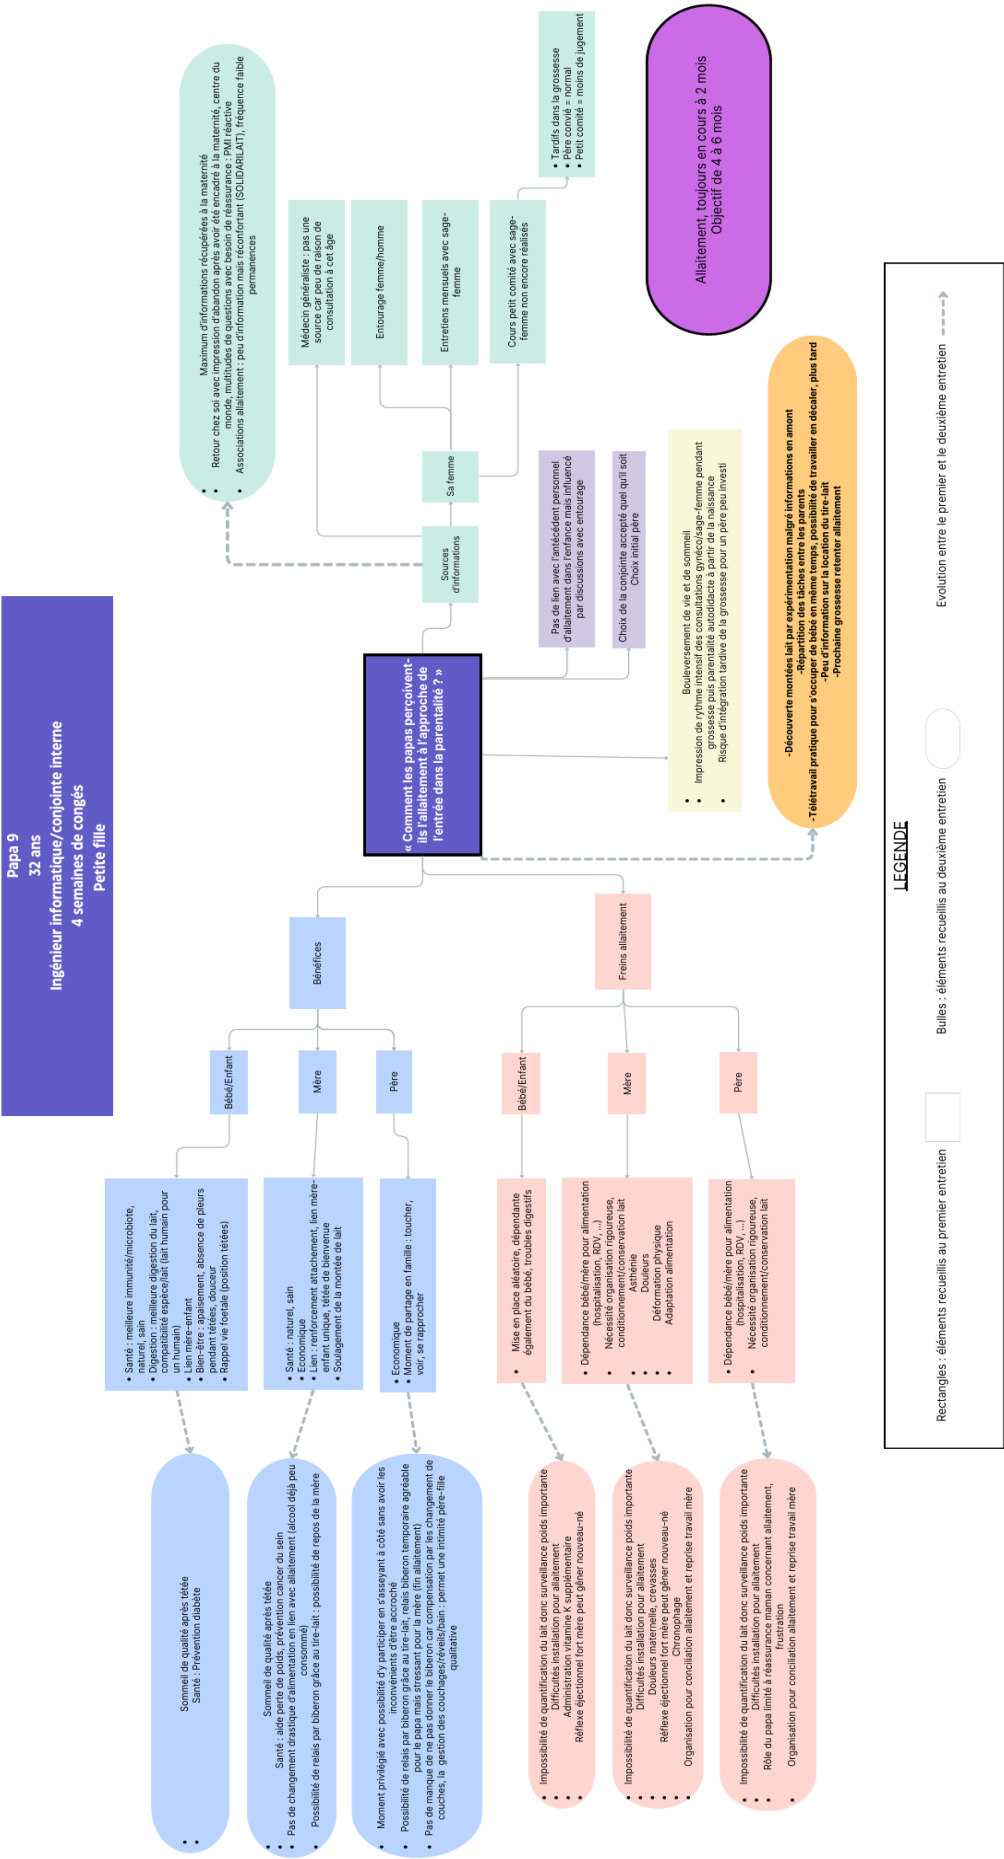 Papa 9
32 ans
Ingénieur informatique/conjointe interne
4 semaines de congés
Petite fille
« Comment les papas perçoivent-
ils l'allaitement à l'approche de
l'entrée dans la parentalité ? »
Bénéfices
Bébé/Enfant
• Santé : meilleure immunité/microbiote,
naturel, sain
• Digestion : meilleure digestion du lait,
compatibilité espèce/lait (lait humain pour
un humain)
• Lien mère-enfant
• Bien-être : apaisement, absence de pleurs
pendant tétées, douceur
• Rappel vie foetale (position tétées)
• Sommeil de qualité après tétée
• Santé : Prévention diabète
Mère
• Santé : naturel, sain
• Economique
• Lien : renforcement attachement, lien mère-
enfant unique, tétée de bienvenue
• Soulagement de la montée de lait
• Sommeil de qualité après tétée
• Santé : aide perte de poids, prévention cancer du sein
• Pas de changement drastique d'alimentation en lien avec allaitement (alcool déjà peu
consommé)
• Possibilité de relais par biberon grâce au tire-lait : possibilité de repos de la mère
Père
• Economique
• Moment de partage en famille : toucher,
voir, se rapprocher
• Moment privilégié avec possibilité d'y participer en s'asseyant à côté sans avoir les
inconvénients d'être accroché
• Possibilité de relais par biberon grâce au tire-lait, relais biberon temporaire agréable
pour le papa mais stressant pour la mère (fin allaitement)
• Pas de manque de ne pas donner le biberon car compensation par les changement de
couches, la gestion des couchages/réveils/bain : permet une intimité père-fille
qualitative
Freins allaitement
Bébé/Enfant
• Mise en place aléatoire, dépendante
également du bébé, troubles digestifs
• Impossibilité de quantification du lait donc surveillance poids importante
• Difficultés installation pour allaitement
• Administration vitamine K supplémentaire
• Réflexe éjectionnel fort mère peut gêner nouveau-né
Mère
• Dépendance bébé/mère pour alimentation
(hospitalisation, RDV, ...)
• Nécessité organisation rigoureuse,
conditionnement/conservation lait
• Asthénie
• Douleurs
• Déformation physique
• Adaptation alimentation
• Impossibilité de quantification du lait donc surveillance poids importante
• Difficultés installation pour allaitement
• Douleurs maternelle, crevasses
• Réflexe éjectionnel fort mère peut gêner nouveau-né
• Chronophage
• Organisation pour conciliation allaitement et reprise travail mère
Père
• Dépendance bébé/mère pour alimentation
(hospitalisation, RDV, ...)
• Nécessité organisation rigoureuse,
conditionnement/conservation lait
• Impossibilité de quantification du lait donc surveillance poids importante
• Difficultés installation pour allaitement
• Rôle du papa limité à réassurance maman concernant allaitement,
frustration
• Organisation pour conciliation allaitement et reprise travail mère
Sources
d'informations
• Maximum d'informations récupérées à la maternité
• Retour chez soi avec impression d'abandon après avoir été encadré à la maternité, centre du
monde, multitudes de questions avec besoin de réassurance : PMI réactive
• Associations allaitement : peu d'information mais réconfortant (SOLIDARILAIT), fréquence faible
permanences
Médecin généraliste : pas une
source car peu de raison de
consultation à cet âge
Sa femme
Entourage femme/homme
Entretiens mensuels avec sage-
femme
Cours petit comité avec sage-
femme non encore réalisés
• Tardifs dans la grossesse
• Père convié = normal
• Petit comité = moins de jugement
Pas de lien avec l'antécédent personnel
d'allaitement dans l'enfance mais influencé
par discussions avec entourage
Choix de la conjointe accepté quel qu'il soit
Choix initial père
• Bouleversement de vie et de sommeil
• Impression de rythme intensif des consultations gynéco/sage-femme pendant
grossesse puis parentalité autodidacte à partir de la naissance
• Risque d'intégration tardive de la grossesse pour un père peu investi
-Découverte montées lait par expérimentation malgré informations en amont
-Répartition des tâches entre les parents
-Télétravail pratique pour s'occuper de bébé en même temps, possibilité de travailler en décaler, plus tard
-Peu d'information sur la location du tire-lait
-Prochaine grossesse retenter allaitement
Allaitement, toujours en cours à 2 mois
Objectif de 4 à 6 mois
LEGENDE
Rectangles : éléments recueillis au premier entretien
Bulles : éléments recueillis au deuxième entretien
Evolution entre le premier et le deuxième entretien